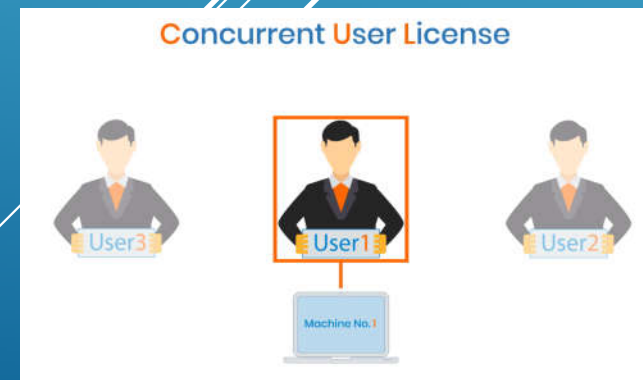 Concurrent User License
User3
User1
User2
Machine No.1